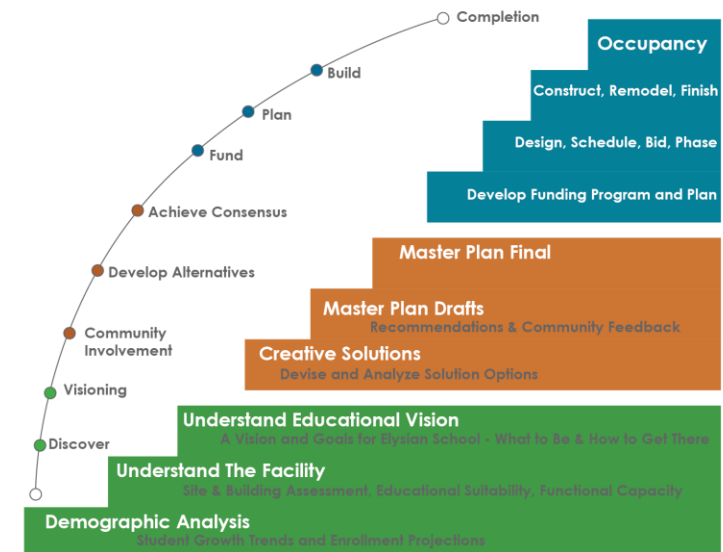 Completion
Occupancy
Build
Construct, Remodel, Finish
Plan
Design, Schedule, Bid, Phase
Fund
Develop Funding Program and Plan
Achieve Consensus
Master Plan Final
Develop Alternatives
Master Plan Drafts
Recommendations & Community Feedback
Community
Involvement
Creative Solutions
Devise and Analyze Solution Options
Visioning
Understand Educational Vision
A Vision and Goals for Elysian School - What to Be & How to Get There
Discover
Understand The Facility
Site & Building Assessment, Educational Suitability, Functional Capacity
Demographic Analysis
Student Growth Trends and Enrollment Projections